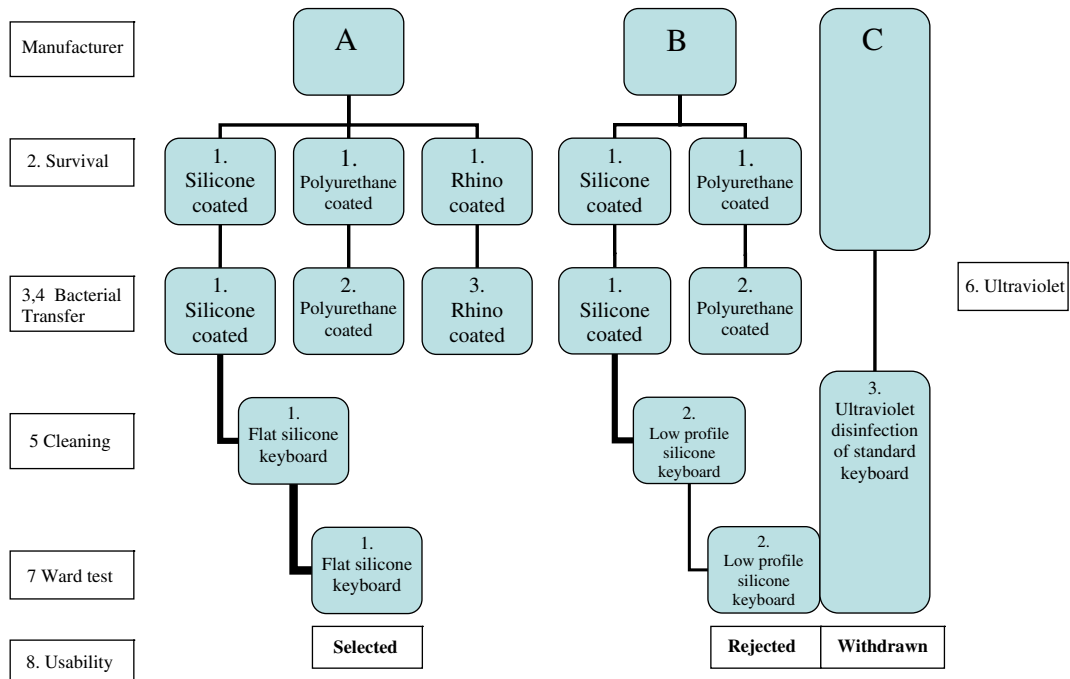 Manufacturer
A
B
C
2. Survival
1.
Silicone
coated
1.
Polyurethane
coated
1.
Rhino
coated
1.
Silicone
coated
1.
Polyurethane
coated
3,4 Bacterial
Transfer
1.
Silicone
coated
2.
Polyurethane
coated
3.
Rhino
coated
1.
Silicone
coated
2.
Polyurethane
coated
6. Ultraviolet
5 Cleaning
1.
Flat silicone
keyboard
2.
Low profile
silicone
keyboard
3.
Ultraviolet
disinfection
of standard
keyboard
7 Ward test
1.
Flat silicone
keyboard
2.
Low profile
silicone
keyboard
8. Usability
Selected
Rejected
Withdrawn